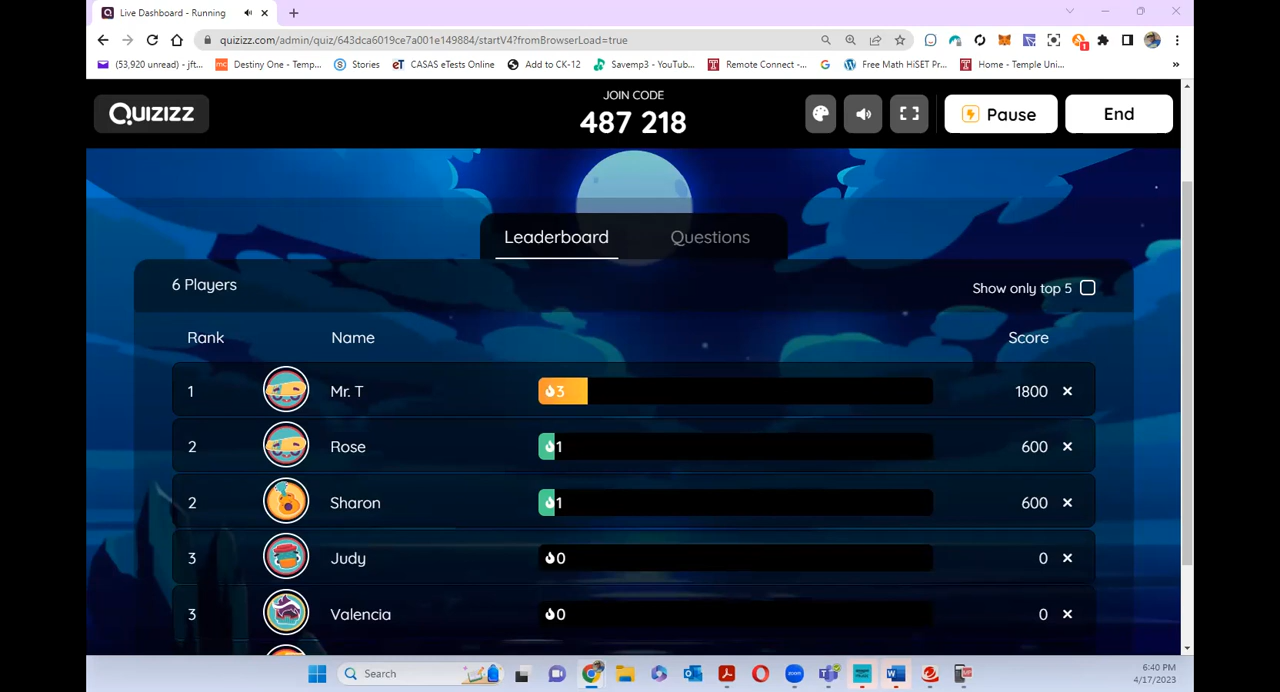 Live Dashboard - Running
quizizz.com/admin/quiz/643dca6019ce7a001e149884/startV4?fromBrowserLoad=true
1
(53,920 unread) - jft...
Destiny One - Temp...
Stories
eT CASAS eTests Online
Add to CK-12
Savemp3 - YouTub...
Remote Connect -...
Free Math HiSET Pr...
Home - Temple Uni...
»
QUIZIZZ
JOIN CODE
487 218
Pause
End
Leaderboard
Questions
6 Players
Show only top 5
Rank
Name
Score
1
Mr. T
3
1800
2
Rose
1
600
2
Sharon
1
600
3
Judy
0
0
3
Valencia
0
0
Search
zoom
6:40 PM
4/17/2023